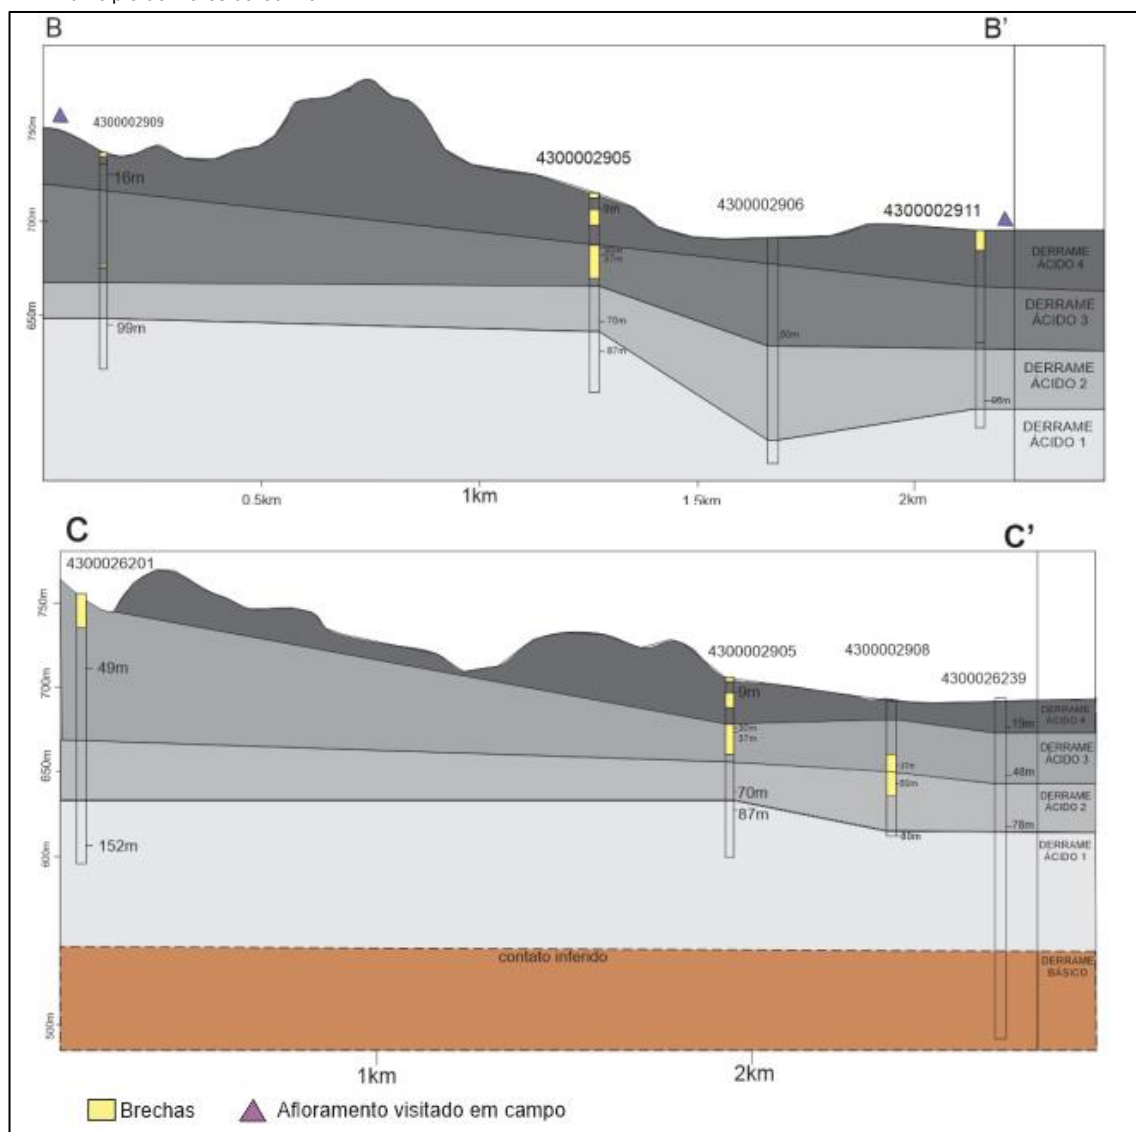 B
B'
750m
700m
650m
4300002909
4300002905
4300002906
4300002911
16m
99m
9m
37m
70m
87m
DERRAME
ÁCIDO 4
DERRAME
ÁCIDO 3
DERRAME
ÁCIDO 2
DERRAME
ÁCIDO 1
0.5km
1km
1.5km
2km
C
C'
750m
700m
650m
600m
500m
4300026201
4300002905
4300002908
4300026239
49m
152m
9m
37m
70m
87m
19m
48m
78m
DERRAME
ÁCIDO 4
DERRAME
ÁCIDO 3
DERRAME
ÁCIDO 2
DERRAME
ÁCIDO 1
contato inferido
DERRAME
BÁSICO
1km
2km
Brechas
Afloramento visitado em campo